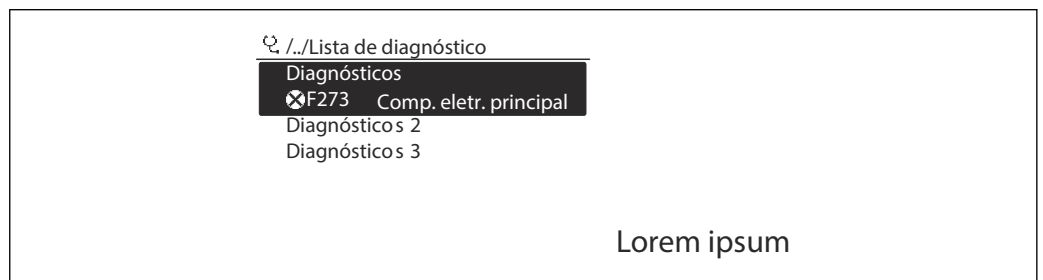 /../Lista de diagnóstico
Diagnósticos
F273 Comp. eletr. principal
Diagnósticos 2
Diagnósticos 3
Lorem ipsum